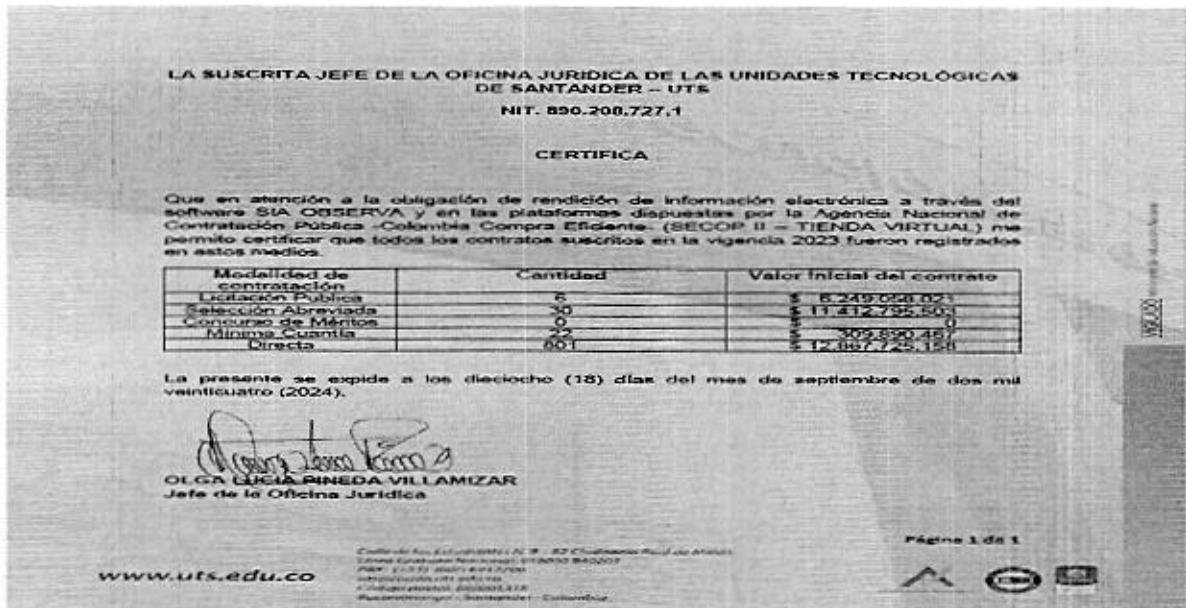 LA SUSCRITA JEFE DE LA OFICINA JURIDICA DE LAS UNIDADES TECNOLÓGICAS
DE SANTANDER – UTS
NIT. 890.208.727.1
CERTIFICA
Que en atención a la obligación de rendición de información electrónica a través del
software SIA OBSERVA y en las plataformas dispuestas por la Agencia Nacional de
Contratación Pública -Colombia Compra Eficiente- (SECOP II – TIENDA VIRTUAL) me
permito certificar que todos los contratos suscritos en la vigencia 2023 fueron registrados
en estos medios.
Modalidad de contratación Cantidad Valor Inicial del contrato
Licitación Pública 6 $ 6.249.058.021
Selección Abreviada 30 $ 11.412.795.503
Concurso de Méritos 0 $ 0
Mínima Cuantía 22 $ 309.890.467
Directa 801 $ 12.867.725.158
La presente se expide a los dieciocho (18) días del mes de septiembre de dos mil
veinticuatro (2024).
OLGA LUCIA PINEDA VILLAMIZAR
Jefe de la Oficina Jurídica
Página 1 de 1
www.uts.edu.co
Bucaramanga - Santander - Colombia